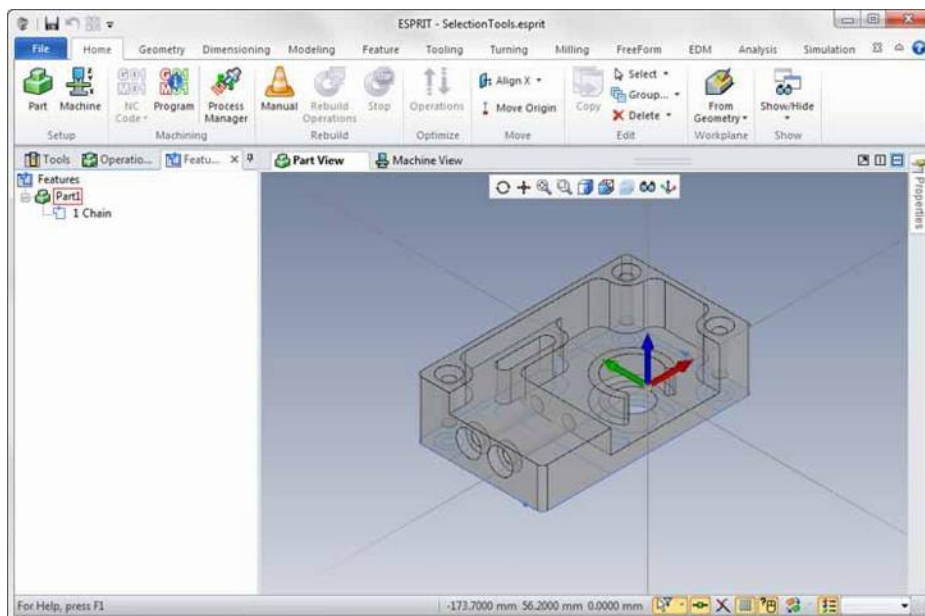 ESPRIT - SelectionTools.esprit
File Home Geometry Dimensioning Modeling Feature Tooling Turning Milling FreeForm EDM Analysis Simulation
Align X Select
Group...
Move Origin Delete
Part Machine NC Code Program Process Manager Manual Rebuild Operations Stop Operations Copy From Geometry Show/Hide
Setup Machining Rebuild Optimize Move Edit Workplane Show
Tools Operatio... Featu... Part View Machine View
Features
Part1
1 Chain
Properties
For Help, press F1 -173.7000 mm 56.2000 mm 0.0000 mm